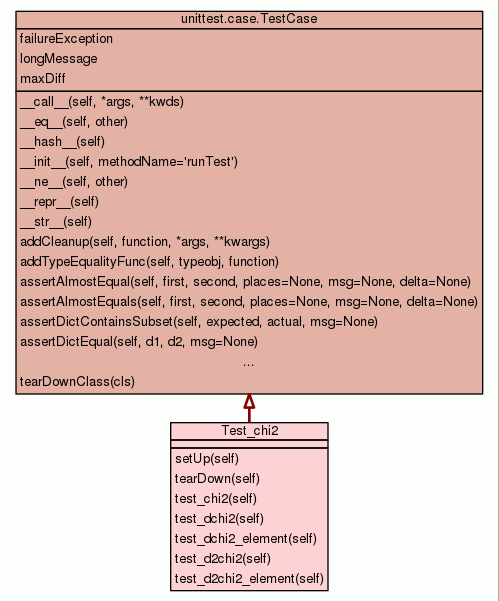 unittest.case.TestCase
failureException
longMessage
maxDiff
__call__(self, *args, **kwds)
__eq__(self, other)
__hash__(self)
__init__(self, methodName='runTest')
__ne__(self, other)
__repr__(self)
__str__(self)
addCleanup(self, function, *args, **kwargs)
addTypeEqualityFunc(self, typeobj, function)
assertAlmostEqual(self, first, second, places=None, msg=None, delta=None)
assertAlmostEquals(self, first, second, places=None, msg=None, delta=None)
assertDictContainsSubset(self, expected, actual, msg=None)
assertDictEqual(self, d1, d2, msg=None)
...
tearDownClass(cls)
Test_chi2
setUp(self)
tearDown(self)
test_chi2(self)
test_dchi2(self)
test_dchi2_element(self)
test_d2chi2(self)
test_d2chi2_element(self)